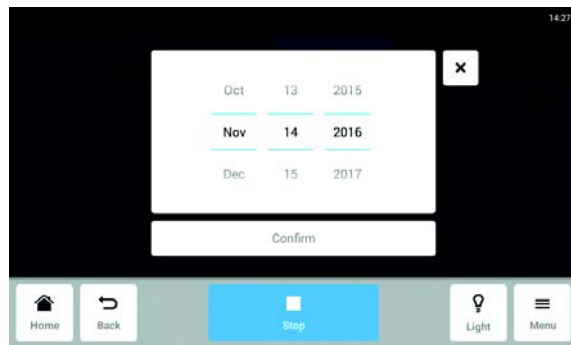 14:27
Oct 13 2015
Nov 14 2016
Dec 15 2017
Confirm
Home Back Stop Light Menu